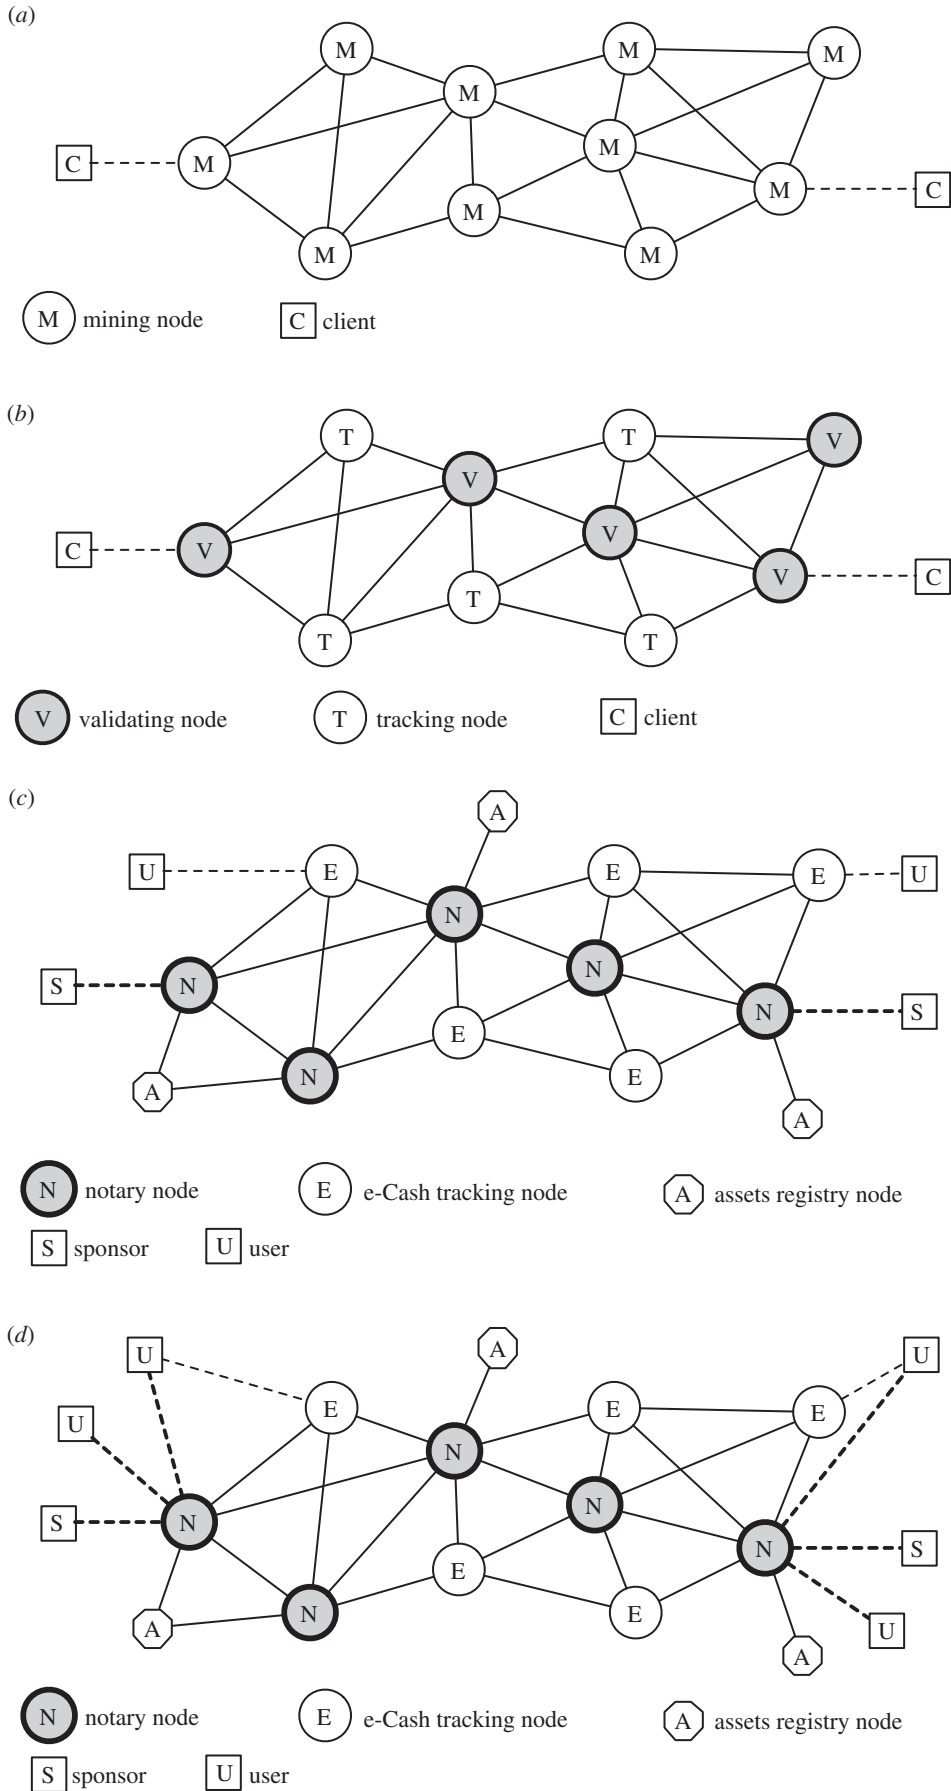 (a)
M
M
M
M
M
C
M
M
M
C
M
M
M mining node
C client
(b)
T
T
V
V
V
C
V
T
V
C
T
T
V validating node
T tracking node
C client
(c)
A
U
E
E
E
U
N
N
S
N
N
S
E
A
N
E
A
N notary node
E e-Cash tracking node
A assets registry node
S sponsor
U user
(d)
U
A
U
E
E
E
U
N
N
S
N
N
S
E
A
N
E
U
A
N notary node
E e-Cash tracking node
A assets registry node
S sponsor
U user